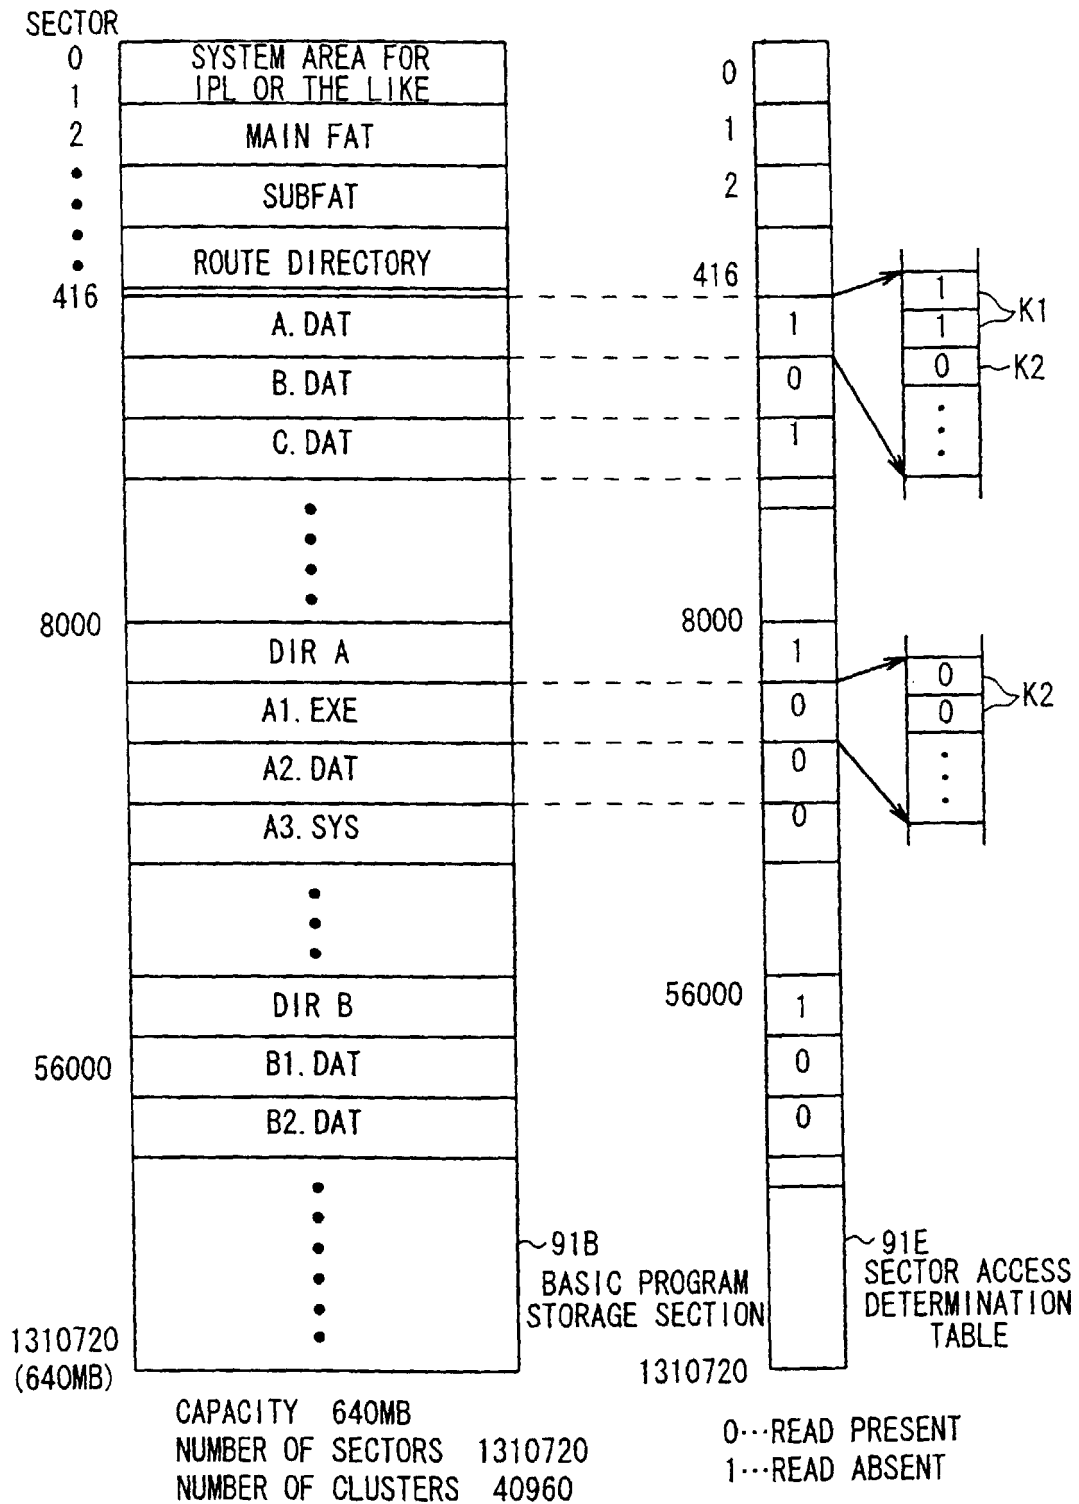 SECTOR
0
1
2
416
8000
56000
1310720
(640MB)
SYSTEM AREA FOR
IPL OR THE LIKE
MAIN FAT
SUBFAT
ROUTE DIRECTORY
A.DAT
B.DAT
C.DAT
DIR A
A1.EXE
A2.DAT
A3.SYS
DIR B
B1.DAT
B2.DAT
91B
BASIC PROGRAM
STORAGE SECTION
0
1
2
416
8000
56000
1310720
1
0
1
1
0
0
0
1
0
0
1
1
0
K1
K2
0
0
K2
91E
SECTOR ACCESS
DETERMINATION
TABLE
CAPACITY 640MB
NUMBER OF SECTORS 1310720
NUMBER OF CLUSTERS 40960
0···READ PRESENT
1···READ ABSENT